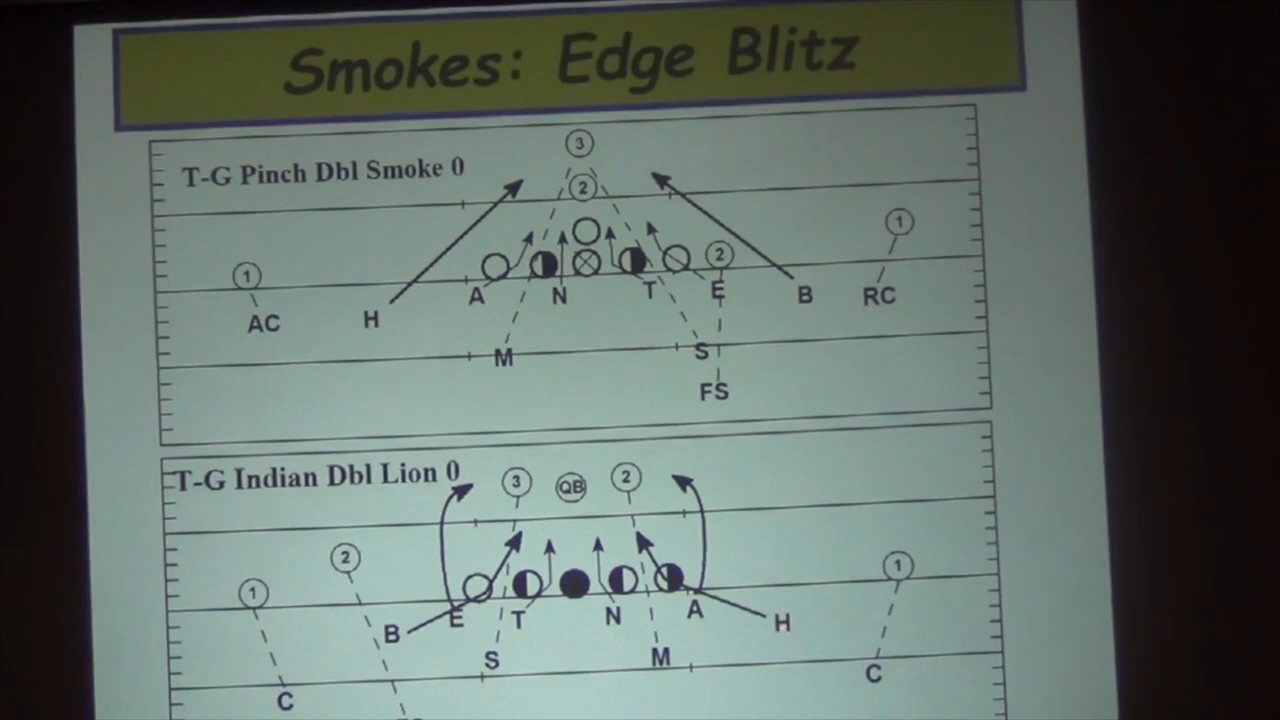 Smokes: Edge Blitz
T-G Pinch Dbl Smoke 0
3
2
1
1
2
A N T E B RC
AC H
M S
FS
T-G Indian Dbl Lion 0
3 QB 2
2
1 1
B E T N A H
S M
C C